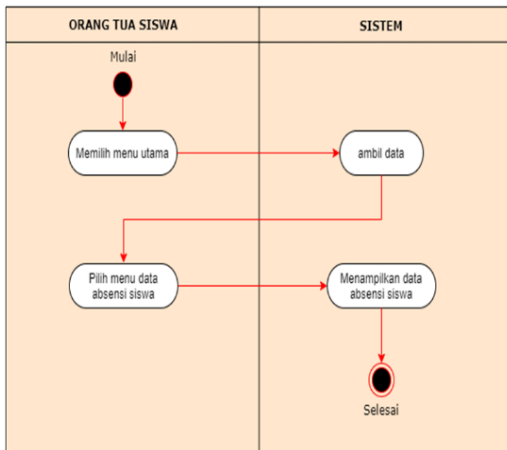 ORANG TUA SISWA
SISTEM
Mulai
Memilih menu utama
ambil data
Pilih menu data
absensi siswa
Menampilkan data
absensi siswa
Selesai